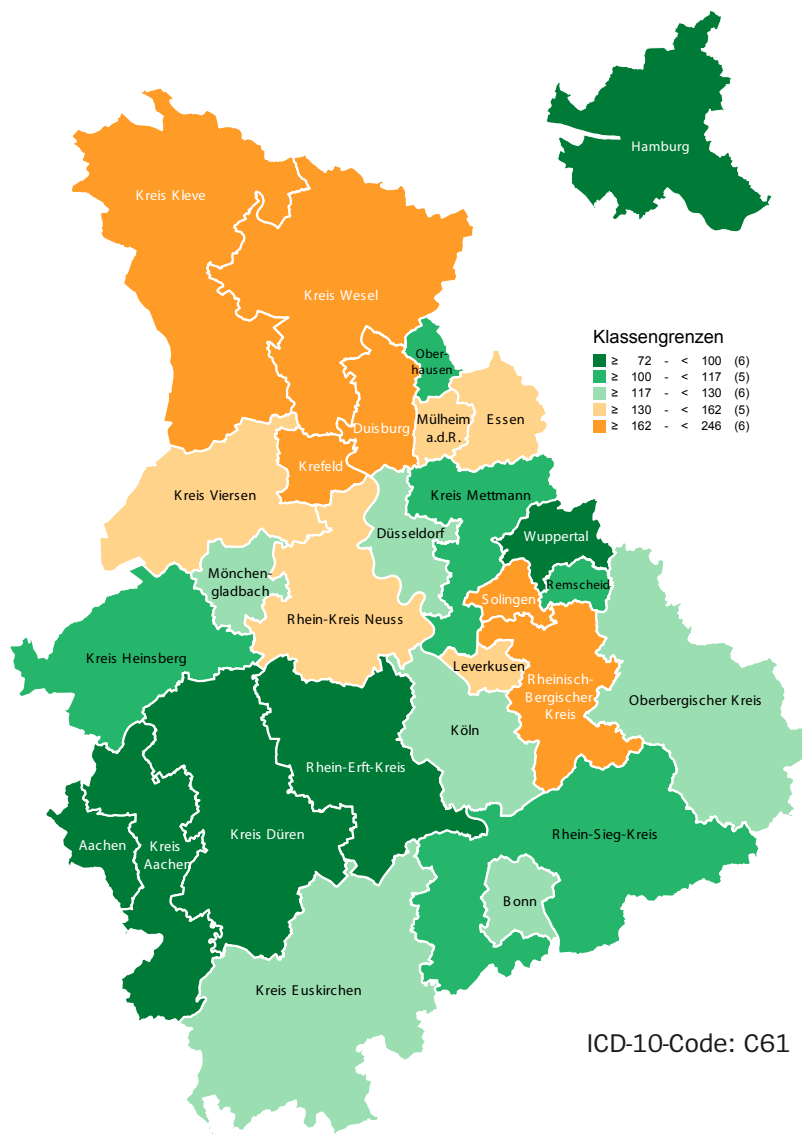 Hamburg
Kreis Kleve
Kreis Wesel
Klassengrenzen
≥ 72 - < 100 (6)
≥ 100 - < 117 (5)
≥ 117 - < 130 (6)
≥ 130 - < 162 (5)
≥ 162 - < 246 (6)
Ober-
hausen
Duisburg
Mülheim
a.d.R.
Essen
Krefeld
Kreis Viersen
Kreis Mettmann
Düsseldorf
Wuppertal
Mönchen-
gladbach
Remscheid
Solingen
Rhein-Kreis Neuss
Kreis Heinsberg
Leverkusen
Rheinisch-
Bergischer
Kreis
Oberbergischer Kreis
Köln
Rhein-Erft-Kreis
Aachen
Kreis
Aachen
Kreis Düren
Rhein-Sieg-Kreis
Bonn
Kreis Euskirchen
ICD-10-Code: C61